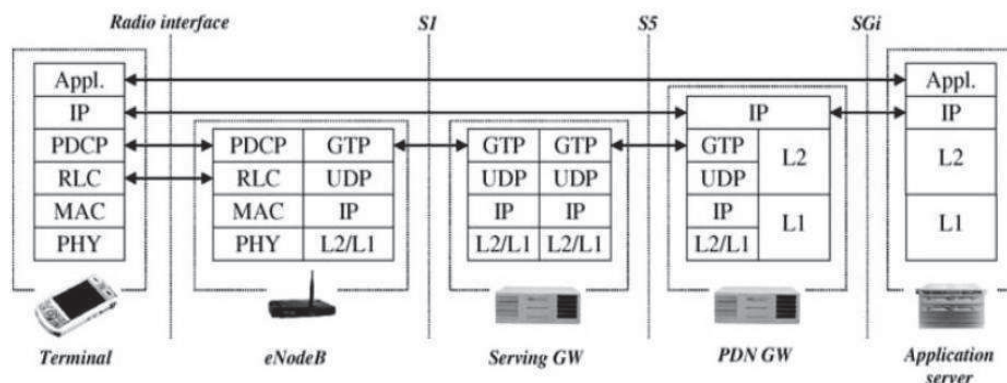 Radio interface S1 S5 SGi
Appl. Appl.
IP IP IP
PDCP PDCP GTP GTP GTP GTP L2 L2
RLC RLC UDP UDP UDP UDP
MAC MAC IP IP IP IP L1 L1
PHY PHY L2/L1 L2/L1 L2/L1 L2/L1
Terminal eNodeB Serving GW PDN GW Application
server